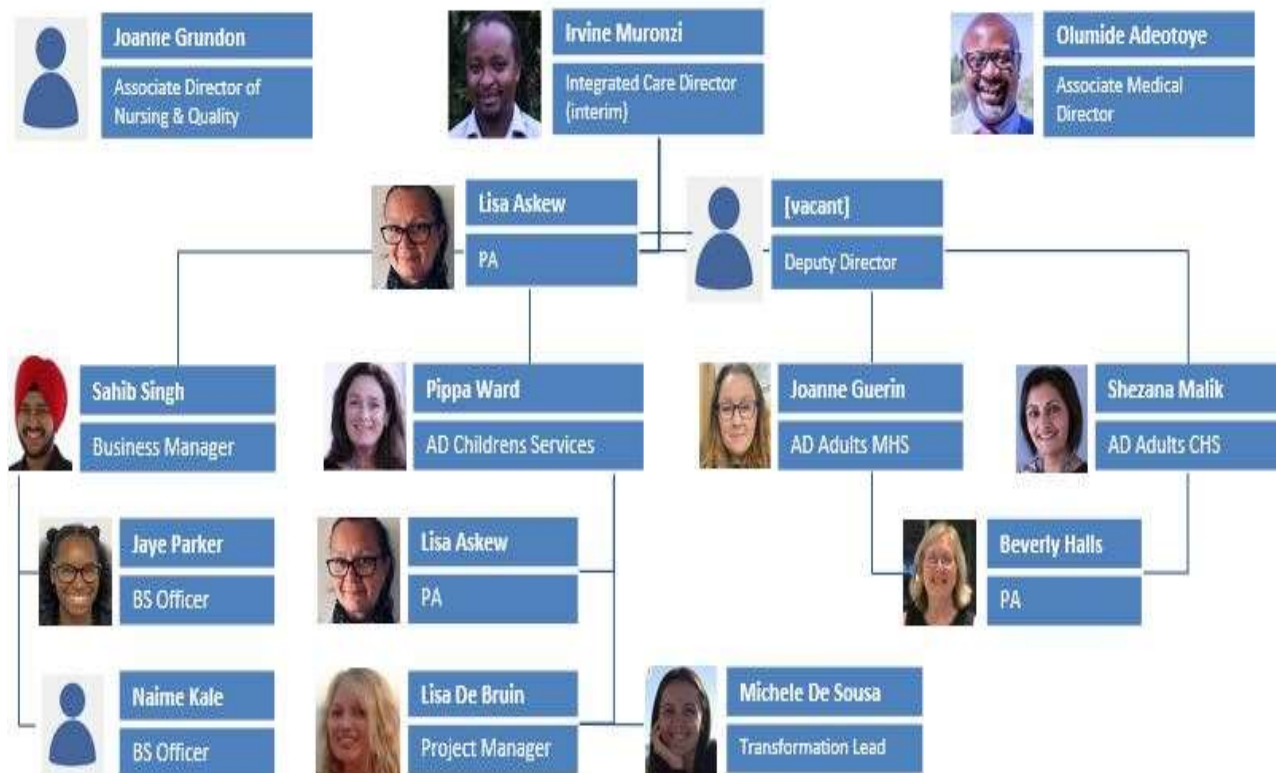 Joanne Grundon
Associate Director of
Nursing & Quality
Irvine Muronzi
Integrated Care Director
(interim)
Olumide Adeotoye
Associate Medical
Director
Lisa Askew
PA
[vacant]
Deputy Director
Sahib Singh
Business Manager
Pippa Ward
AD Childrens Services
Joanne Guerin
AD Adults MHS
Shezana Malik
AD Adults CHS
Jaye Parker
BS Officer
Lisa Askew
PA
Beverly Halls
PA
Naime Kale
BS Officer
Lisa De Bruin
Project Manager
Michele De Sousa
Transformation Lead